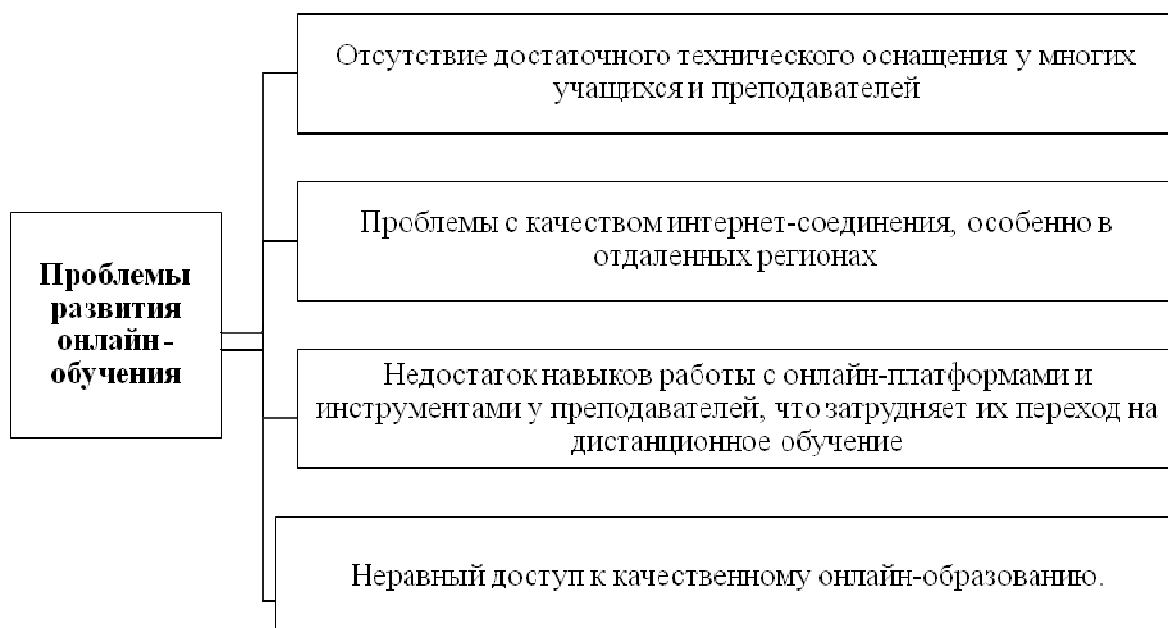 Проблемы
развития
онлайн-
обучения
Отсутствие достаточного технического оснащения у многих
учащихся и преподавателей
Проблемы с качеством интернет-соединения, особенно в
отдаленных регионах
Недостаток навыков работы с онлайн-платформами и
инструментами у преподавателей, что затрудняет их переход на
дистанционное обучение
Неравный доступ к качественному онлайн-образованию.